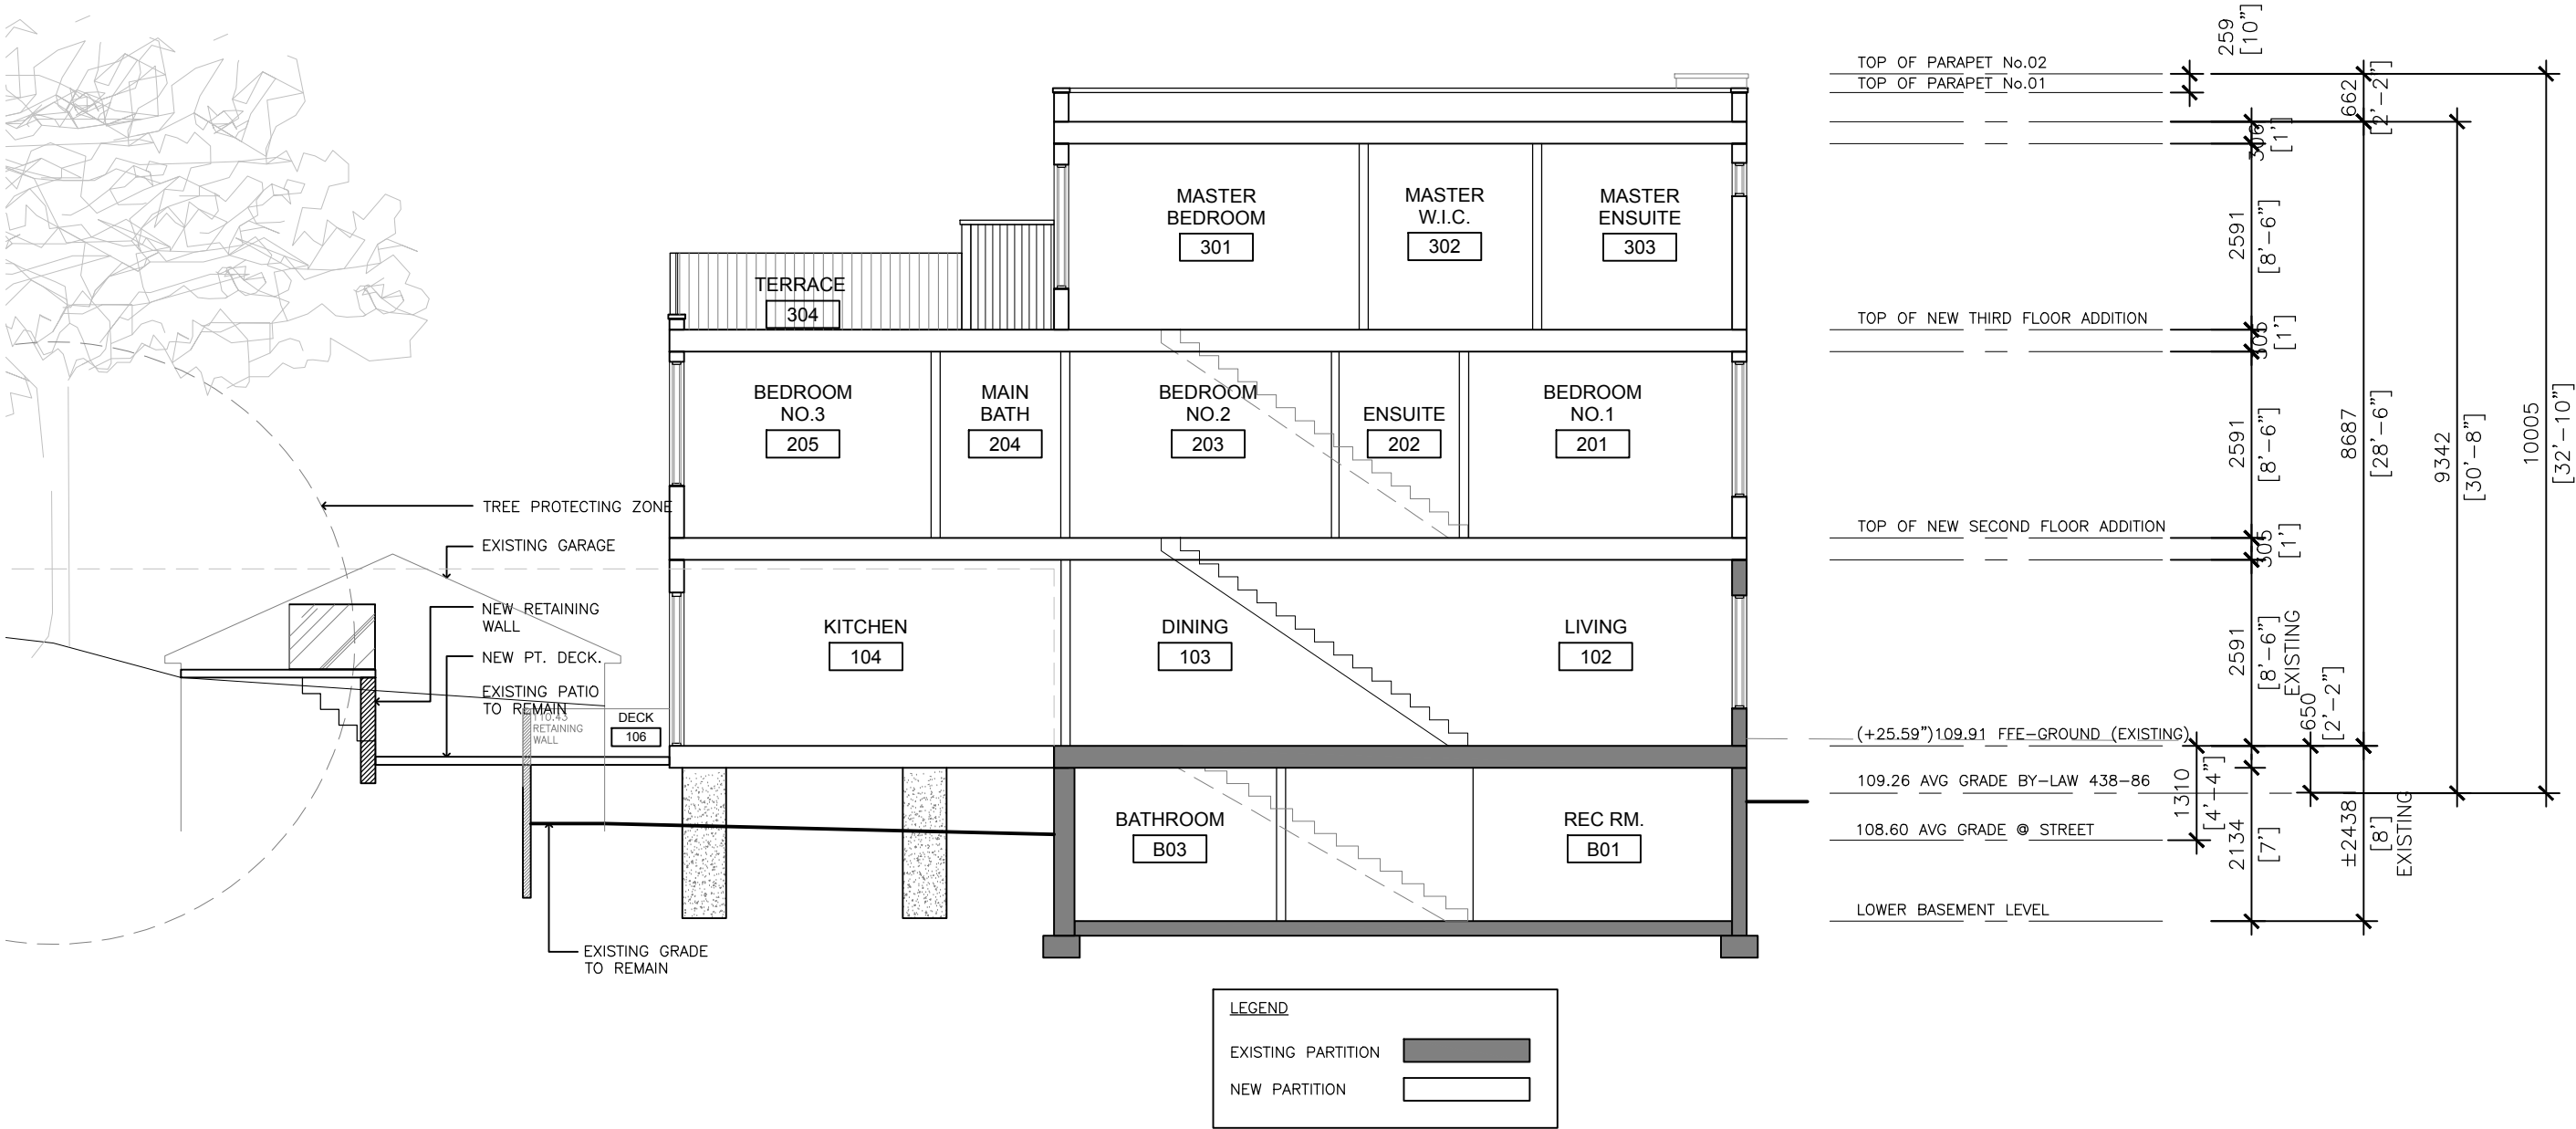 TOP OF PARAPET No.02
TOP OF PARAPET No.01
259
[10"]
662
[2'-2"]
306
[1']
MASTER
BEDROOM
301
MASTER
W.I.C.
302
MASTER
ENSUITE
303
2591
[8'-6"]
TERRACE
304
TOP OF NEW THIRD FLOOR ADDITION
305
[1']
BEDROOM
NO.3
205
MAIN
BATH
204
BEDROOM
NO.2
203
ENSUITE
202
BEDROOM
NO.1
201
2591
[8'-6"]
8687
[28'-6"]
9342
[30'-8"]
10005
[32'-10"]
TREE PROTECTING ZONE
EXISTING GARAGE
TOP OF NEW SECOND FLOOR ADDITION
305
[1']
NEW RETAINING
WALL
NEW PT. DECK.
EXISTING PATIO
TO REMAIN
110.43
RETAINING
WALL
DECK
106
KITCHEN
104
DINING
103
LIVING
102
2591
[8'-6"]
EXISTING
650
[2'-2"]
(+25.59")109.91 FFE-GROUND (EXISTING)
109.26 AVG GRADE BY-LAW 438-86
108.60 AVG GRADE @ STREET
1310
[4'-4"]
2134
[7']
±2438
[8']
EXISTING
BATHROOM
B03
REC RM.
B01
LOWER BASEMENT LEVEL
EXISTING GRADE
TO REMAIN
LEGEND
EXISTING PARTITION
NEW PARTITION